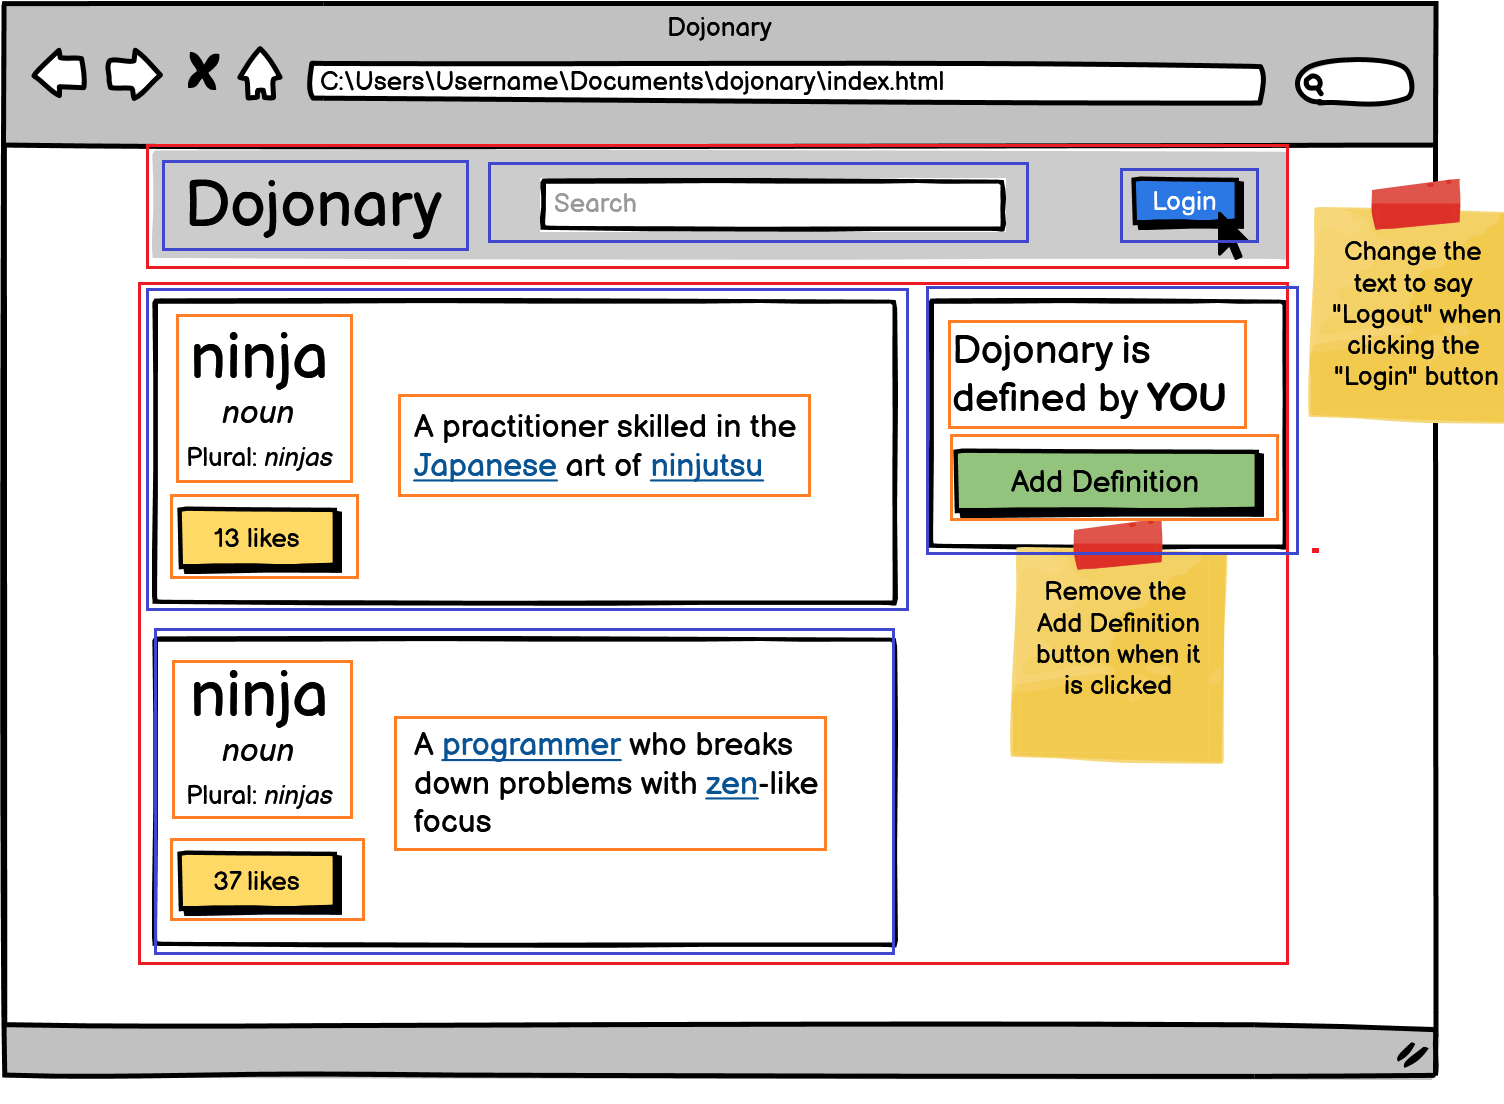 Dojonary
C:\Users\Username\Documents\dojonary\index.html
Dojonary
Search
Login
Change the
text to say
"Logout" when
clicking the
"Login" button
ninja
noun
Plural: ninjas
13 likes
A practitioner skilled in the
Japanese art of ninjutsu
Dojonary is
defined by YOU
Add Definition
Remove the
Add Definition
button when it
is clicked
ninja
noun
Plural: ninjas
37 likes
A programmer who breaks
down problems with zen-like
focus